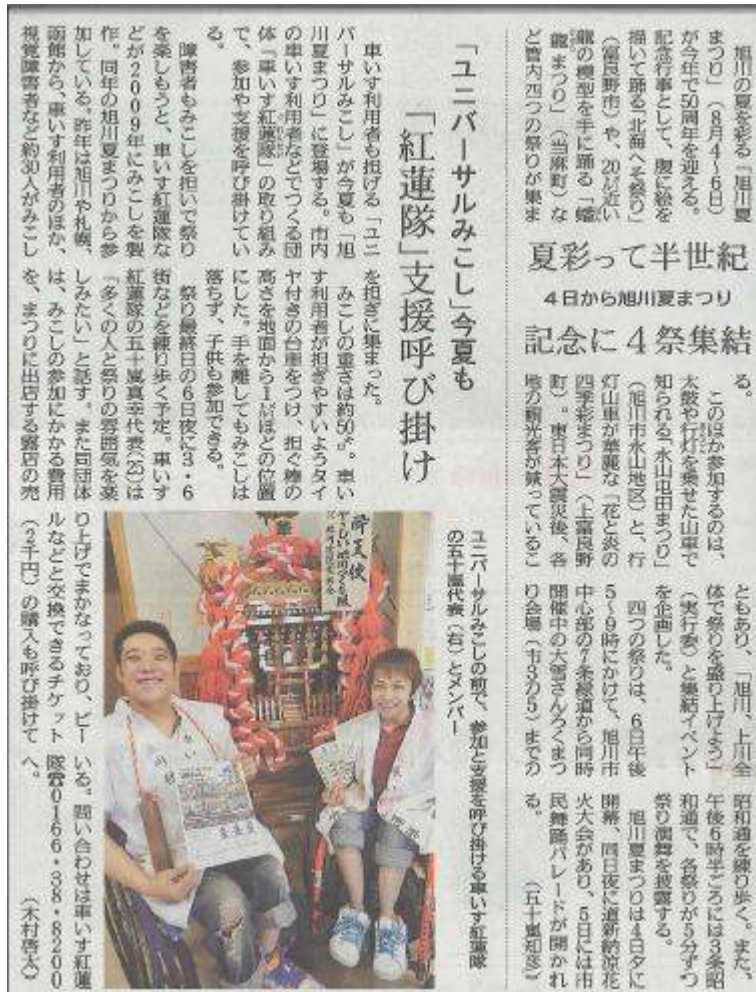 旭川の夏を彩る「旭川夏
まつり」（8月4～6日）
が今年で50周年を迎える。
記念行事として、腹に絵を
描いて踊る「北海へそ祭り」
（富良野市）や、20㍍近い
龍の模型を手に踊る「蟠
龍まつり」（当麻町）な
ど管内四つの祭りが集ま
夏彩って半世紀
4日から旭川夏まつり
記念に4祭集結
る。
このほか参加するのは、
太鼓や行灯を乗せた山車で
知られる「永山屯田まつり」
（旭川市永山地区）と、行
灯山車が華麗な「花と炎の
四季彩まつり」（上富良野
町）。東日本大震災後、各
地の観光客が減っているこ
ともあり、「旭川、上川全
体で祭りを盛り上げよう」
（実行委）と集結イベント
を企画した。
四つの祭りは、6日午後
5～9時にかけて、旭川市
中心部の7条緑道から同時
開催中の大雪さんろくまつ
り会場（市3の5）までの
昭和通を練り歩く。また、
午後6時半ごろには3条昭
和通で、各祭りが5分ずつ
祭り演舞を披露する。
旭川夏まつりは4日夕に
開幕、同日夜に道新納涼花
火大会があり、5日には市
民舞踊パレードが開かれ
る。（五十嵐知彦）
「ユニバーサルみこし」今夏も
「紅蓮隊」支援呼び掛け
車いす利用者も担げる「ユニ
バーサルみこし」が今夏も「旭
川夏まつり」に登場する。市内
の車いす利用者などでつくる団
体「車いす紅蓮隊」の取り組み
で、参加や支援を呼び掛けてい
る。
障害者もみこしを担いで祭り
を楽しもうと、車いす紅蓮隊な
どが2009年にみこしを製
作。同年の旭川夏まつりから参
加している。昨年は旭川や札幌、
函館から、車いす利用者のほか、
視覚障害者など約30人がみこし
を担ぎに集まった。
みこしの重さは約50㌔。車い
す利用者が担ぎやすいようタイ
ヤ付きの台車をつけ、担ぐ棒の
高さを地面から1㍍ほどの位置
にした。手を離してもみこしは
落ちず、子供も参加できる。
祭り最終日の6日夜に3・6
街などを練り歩く予定。車いす
紅蓮隊の五十嵐真幸代表（25）は
「多くの人と祭りの雰囲気を楽
しみたい」と話す。また同団体
は、みこしの参加にかかる費用
を、まつりに出店する露店の売
り上げでまかなっており、ビー
ルなどと交換できるチケット
（2千円）の購入も呼び掛けて
いる。問い合わせは車いす紅蓮
隊☎0166・38・8200
へ。（木村啓太）
ユニバーサルみこしの前で、参加と支援を呼び掛ける車いす紅蓮隊
の五十嵐代表（右）とメンバー